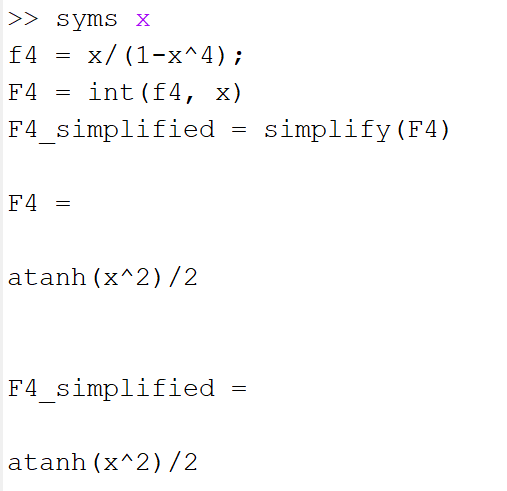 >> syms x
f4 = x/(1-x^4);
F4 = int(f4, x)
F4_simplified = simplify(F4)
F4 =
atanh(x^2)/2
F4_simplified =
atanh(x^2)/2